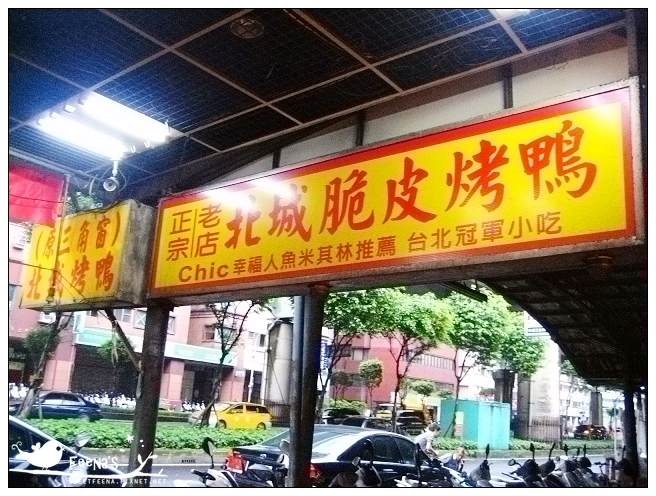 (原三角窗)
北城烤鴨
正宗
老店
北城脆皮烤鴨
Chic幸福人魚米其林推薦 台北冠軍小吃
FEENA'S